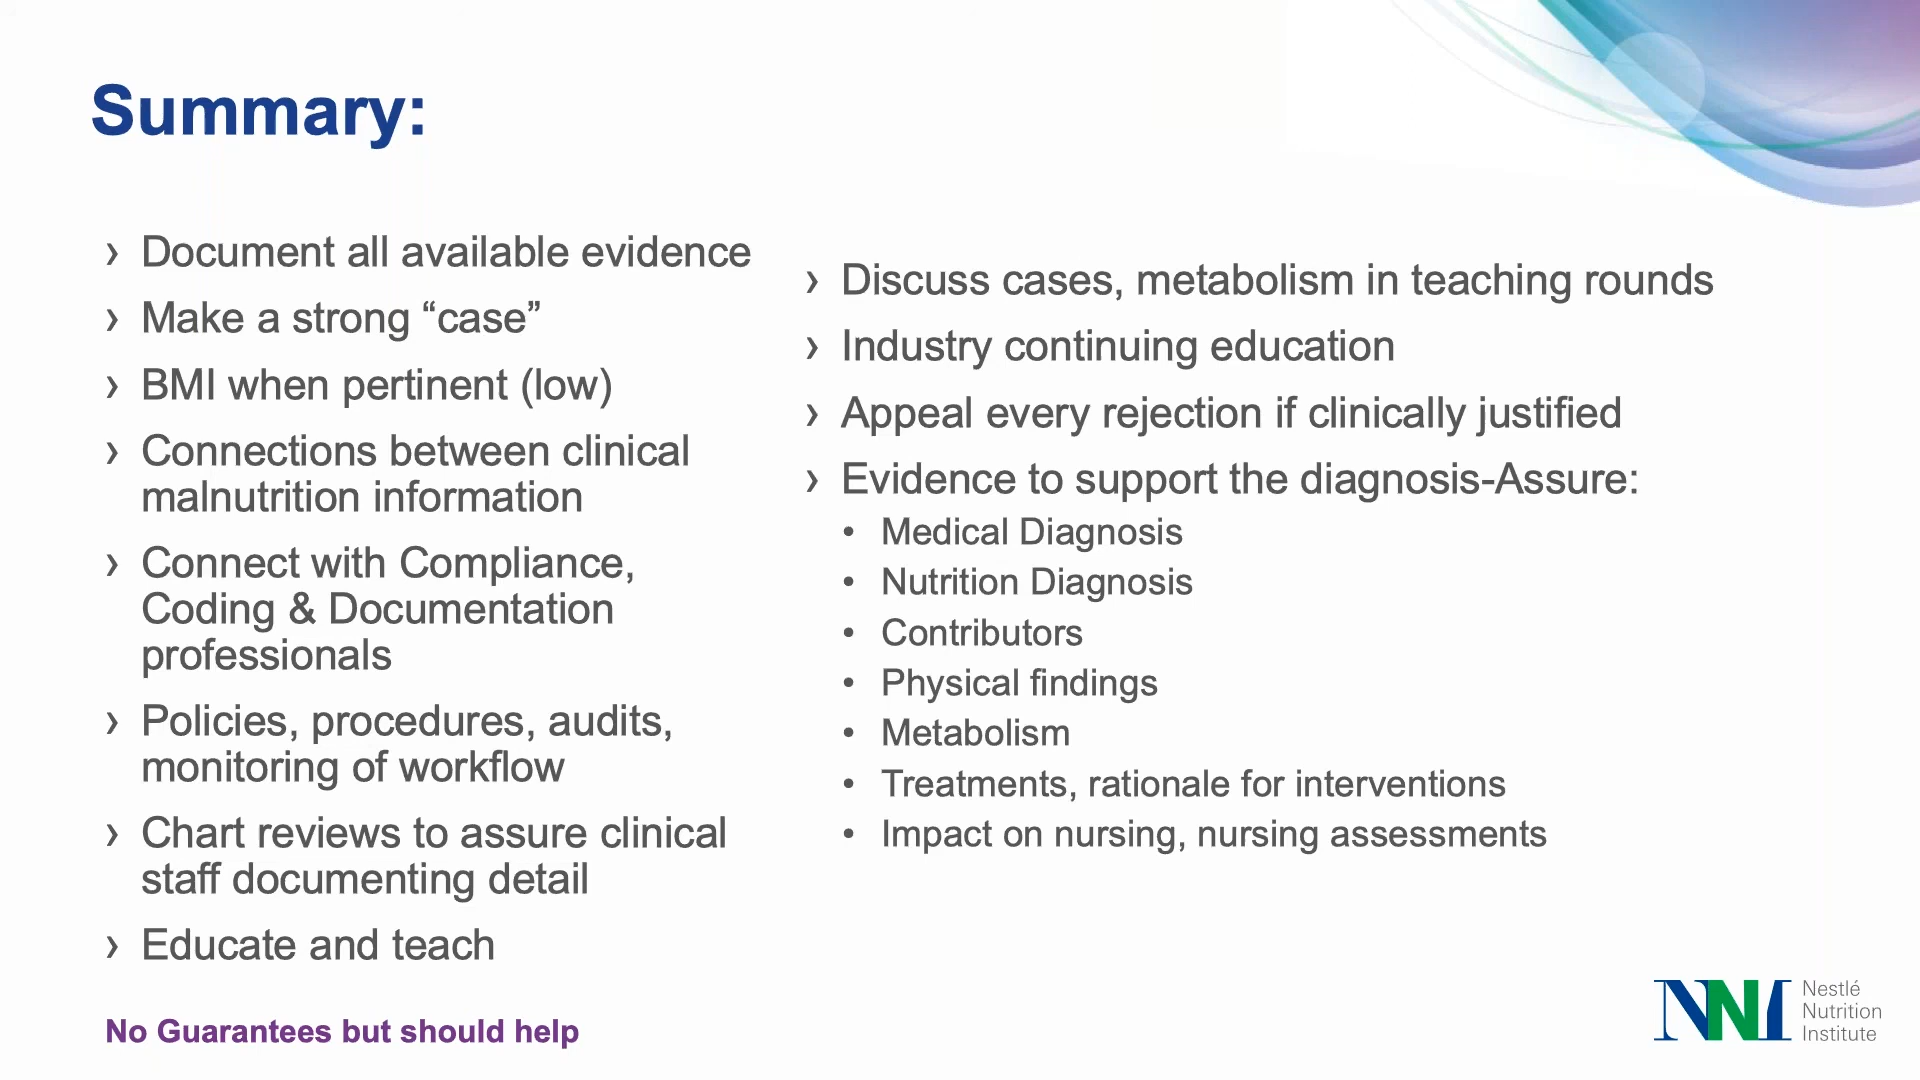 Summary:
› Document all available evidence
› Make a strong “case”
› BMI when pertinent (low)
› Connections between clinical
malnutrition information
› Connect with Compliance,
Coding & Documentation
professionals
› Policies, procedures, audits,
monitoring of workflow
› Chart reviews to assure clinical
staff documenting detail
› Educate and teach
No Guarantees but should help
› Discuss cases, metabolism in teaching rounds
› Industry continuing education
› Appeal every rejection if clinically justified
› Evidence to support the diagnosis-Assure:
• Medical Diagnosis
• Nutrition Diagnosis
• Contributors
• Physical findings
• Metabolism
• Treatments, rationale for interventions
• Impact on nursing, nursing assessments
NNI
Nestlé
Nutrition
Institute